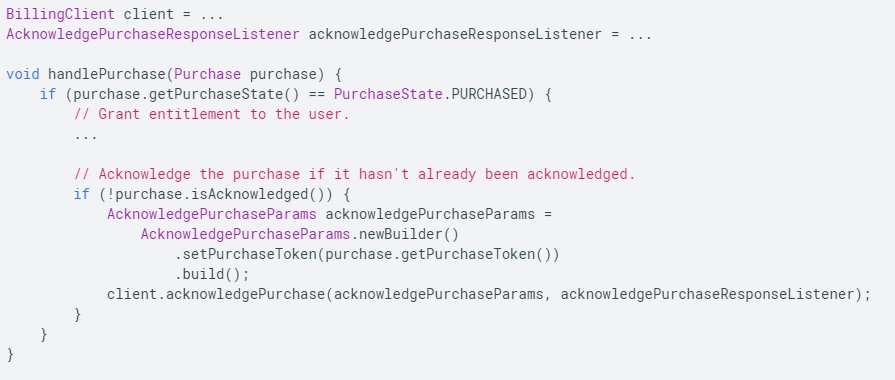 BillingClient client = ...
AcknowledgePurchaseResponseListener acknowledgePurchaseResponseListener = ...

void handlePurchase(Purchase purchase) {
    if (purchase.getPurchaseState() == PurchaseState.PURCHASED) {
        // Grant entitlement to the user.
        ...

        // Acknowledge the purchase if it hasn't already been acknowledged.
        if (!purchase.isAcknowledged()) {
            AcknowledgePurchaseParams acknowledgePurchaseParams =
                AcknowledgePurchaseParams.newBuilder()
                    .setPurchaseToken(purchase.getPurchaseToken())
                    .build();
            client.acknowledgePurchase(acknowledgePurchaseParams, acknowledgePurchaseResponseListener);
        }
    }
}